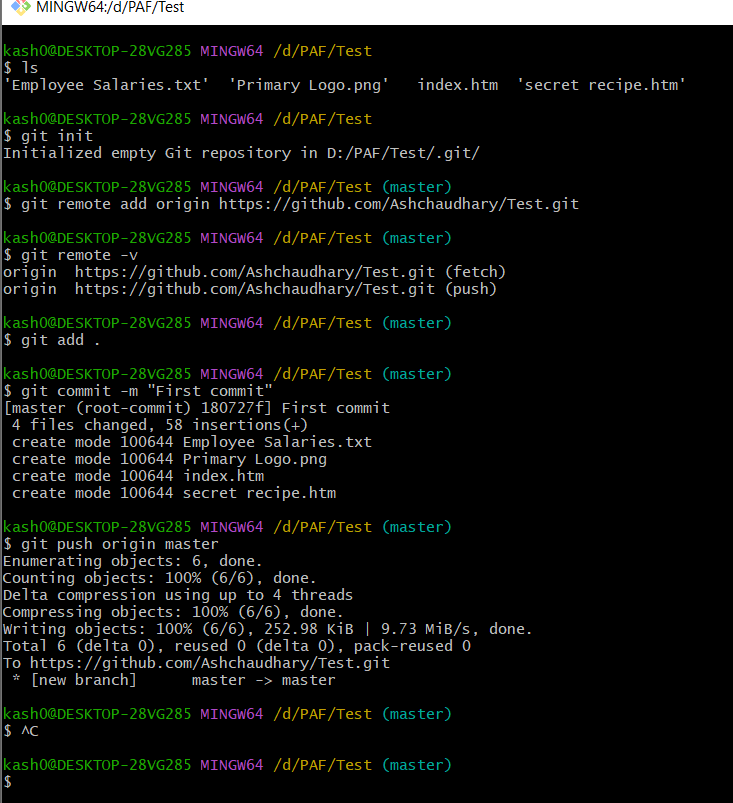 MINGW64:/d/PAF/Test
kash0@DESKTOP-28VG285 MINGW64 /d/PAF/Test
$ ls
'Employee Salaries.txt'  'Primary Logo.png'   index.htm  'secret recipe.htm'
kash0@DESKTOP-28VG285 MINGW64 /d/PAF/Test
$ git init
Initialized empty Git repository in D:/PAF/Test/.git/
kash0@DESKTOP-28VG285 MINGW64 /d/PAF/Test (master)
$ git remote add origin https://github.com/Ashchaudhary/Test.git
kash0@DESKTOP-28VG285 MINGW64 /d/PAF/Test (master)
$ git remote -v
origin  https://github.com/Ashchaudhary/Test.git (fetch)
origin  https://github.com/Ashchaudhary/Test.git (push)
kash0@DESKTOP-28VG285 MINGW64 /d/PAF/Test (master)
$ git add .
kash0@DESKTOP-28VG285 MINGW64 /d/PAF/Test (master)
$ git commit -m "First commit"
[master (root-commit) 180727f] First commit
 4 files changed, 58 insertions(+)
 create mode 100644 Employee Salaries.txt
 create mode 100644 Primary Logo.png
 create mode 100644 index.htm
 create mode 100644 secret recipe.htm
kash0@DESKTOP-28VG285 MINGW64 /d/PAF/Test (master)
$ git push origin master
Enumerating objects: 6, done.
Counting objects: 100% (6/6), done.
Delta compression using up to 4 threads
Compressing objects: 100% (6/6), done.
Writing objects: 100% (6/6), 252.98 KiB | 9.73 MiB/s, done.
Total 6 (delta 0), reused 0 (delta 0), pack-reused 0
To https://github.com/Ashchaudhary/Test.git
 * [new branch]      master -> master
kash0@DESKTOP-28VG285 MINGW64 /d/PAF/Test (master)
$ ^C
kash0@DESKTOP-28VG285 MINGW64 /d/PAF/Test (master)
$